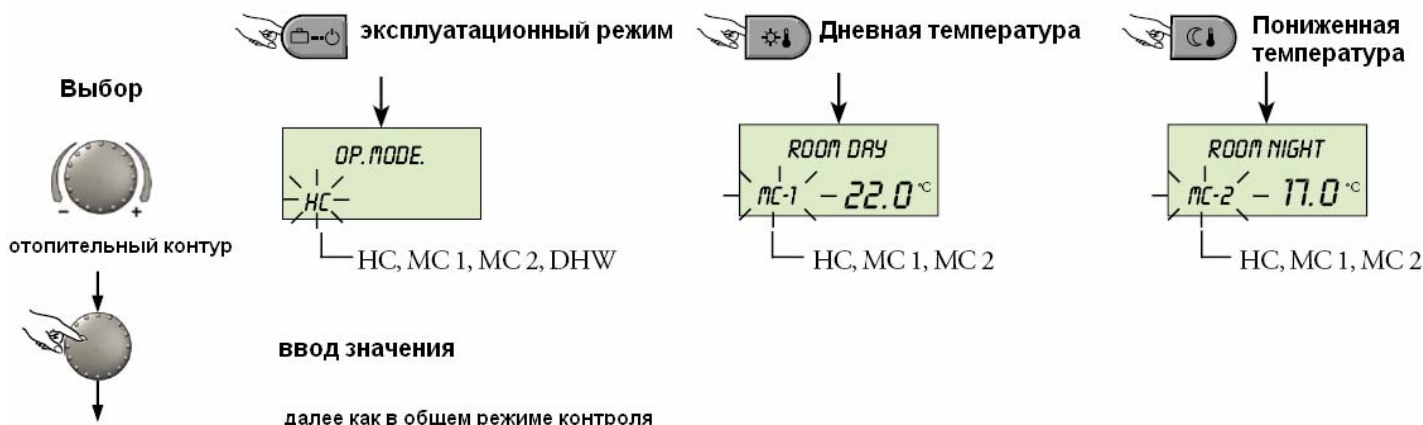 эксплуатационный режим
Дневная температура
Пониженная
температура
Выбор
- +
отопительный контур
OP.MODE.
HC
HC, MC 1, MC 2, DHW
ROOM DAY
MC-1 – 22.0 °C
HC, MC 1, MC 2
ROOM NIGHT
MC-2 – 17.0 °C
HC, MC 1, MC 2
ввод значения
далее как в общем режиме контроля